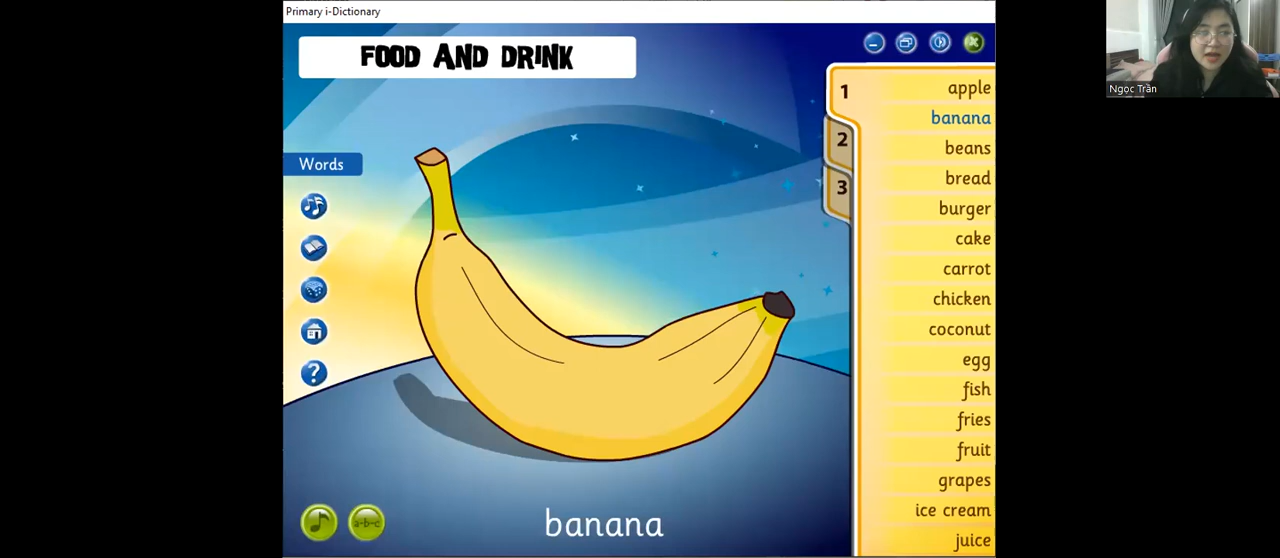 Primary i-Dictionary
FOOD AND DRINK
Words
1
2
3
apple
banana
beans
bread
burger
cake
carrot
chicken
coconut
egg
fish
fries
fruit
grapes
ice cream
juice
a-b-c
banana
Ngọc Trần